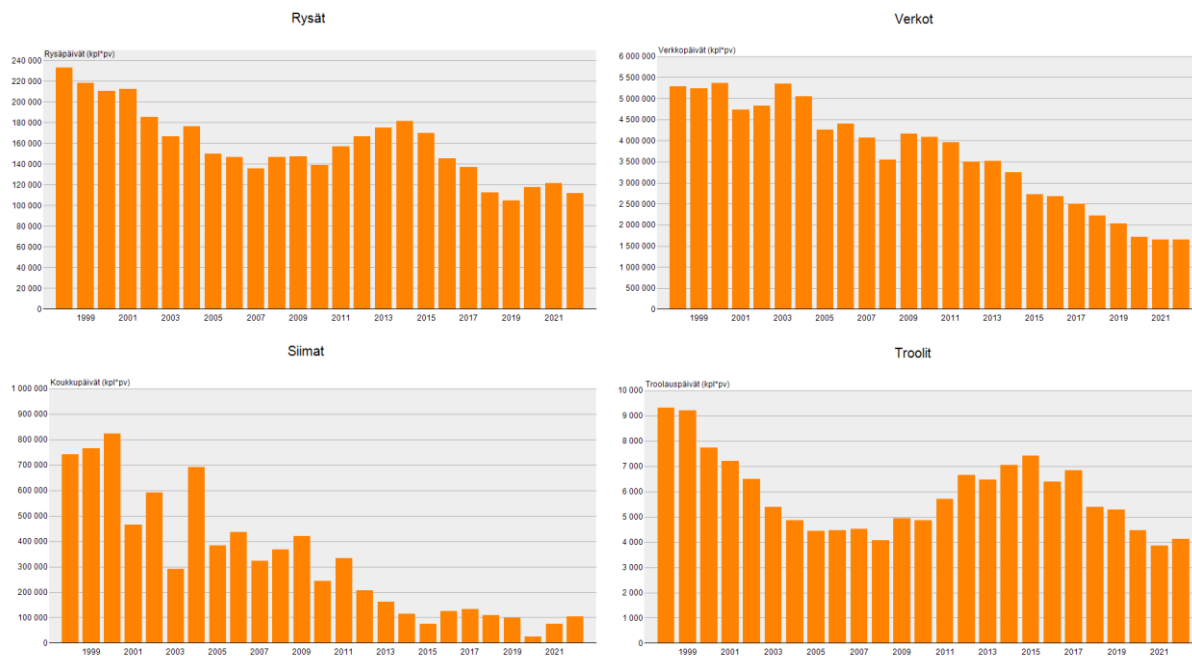 Rysät
Rysäpäivät (kpl*pv)
240 000
220 000
200 000
180 000
160 000
140 000
120 000
100 000
80 000
60 000
40 000
20 000
0
1999 2001 2003 2005 2007 2009 2011 2013 2015 2017 2019 2021
Verkot
Verkkopäivät (kpl*pv)
6 000 000
5 500 000
5 000 000
4 500 000
4 000 000
3 500 000
3 000 000
2 500 000
2 000 000
1 500 000
1 000 000
500 000
0
1999 2001 2003 2005 2007 2009 2011 2013 2015 2017 2019 2021
Siimat
Koukkupäivät (kpl*pv)
1 000 000
900 000
800 000
700 000
600 000
500 000
400 000
300 000
200 000
100 000
0
1999 2001 2003 2005 2007 2009 2011 2013 2015 2017 2019 2021
Troolit
Troolauspäivät (kpl*pv)
10 000
9 000
8 000
7 000
6 000
5 000
4 000
3 000
2 000
1 000
0
1999 2001 2003 2005 2007 2009 2011 2013 2015 2017 2019 2021